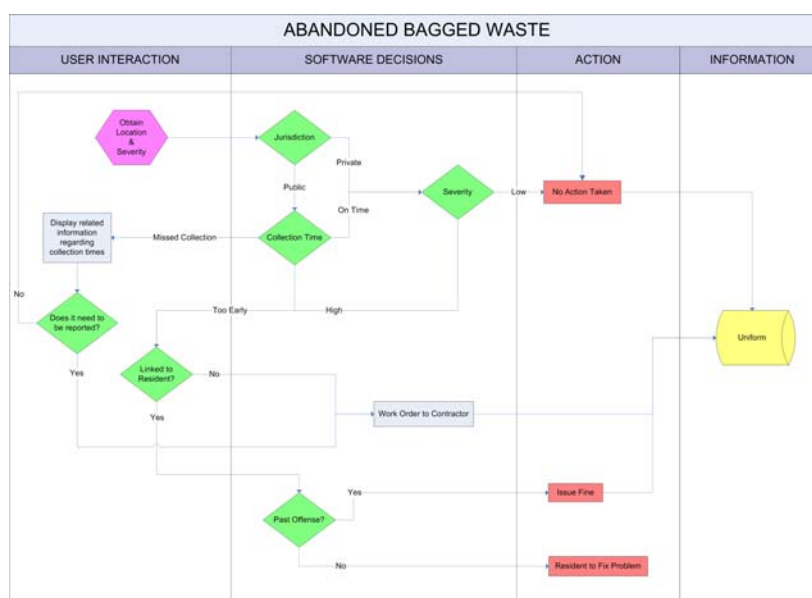 ABANDONED BAGGED WASTE
USER INTERACTION
SOFTWARE DECISIONS
ACTION
INFORMATION
Obtain
Location
&
Severity
Jurisdiction
Private
Public
Severity
Low
No Action Taken
On Time
Display related
information
regarding
collection times
Missed Collection
Collection Time
No
Too Early
High
Does it need to
be reported?
Uniform
Linked to
Resident?
No
Yes
Yes
Work Order to Contractor
Past Offense?
Yes
Issue Fine
No
Resident to Fix Problem